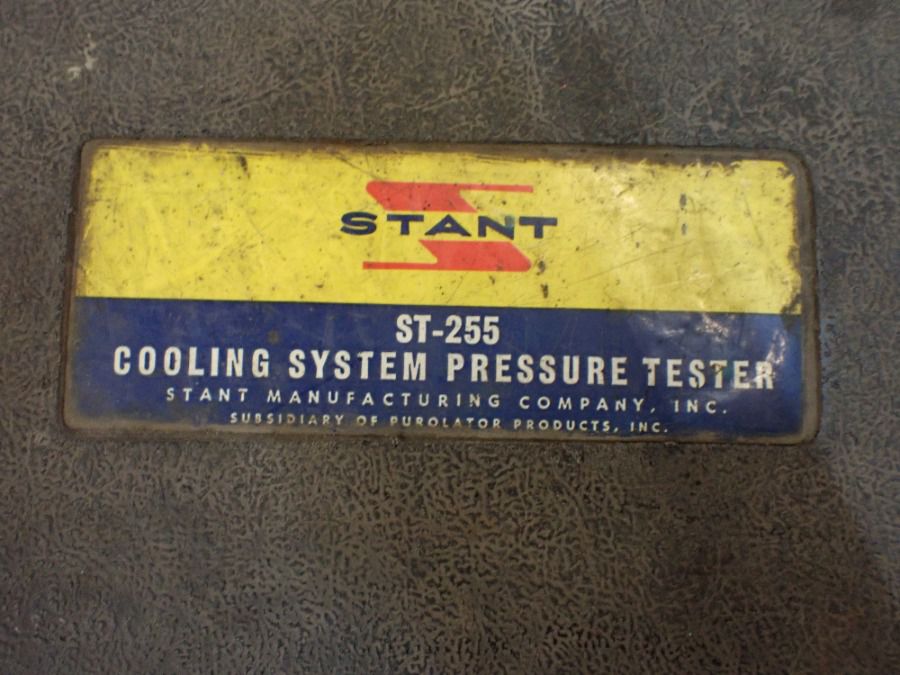 STANT
ST-255
COOLING SYSTEM PRESSURE TESTER
STANT MANUFACTURING COMPANY, INC.
SUBSIDIARY OF PUROLATOR PRODUCTS, INC.